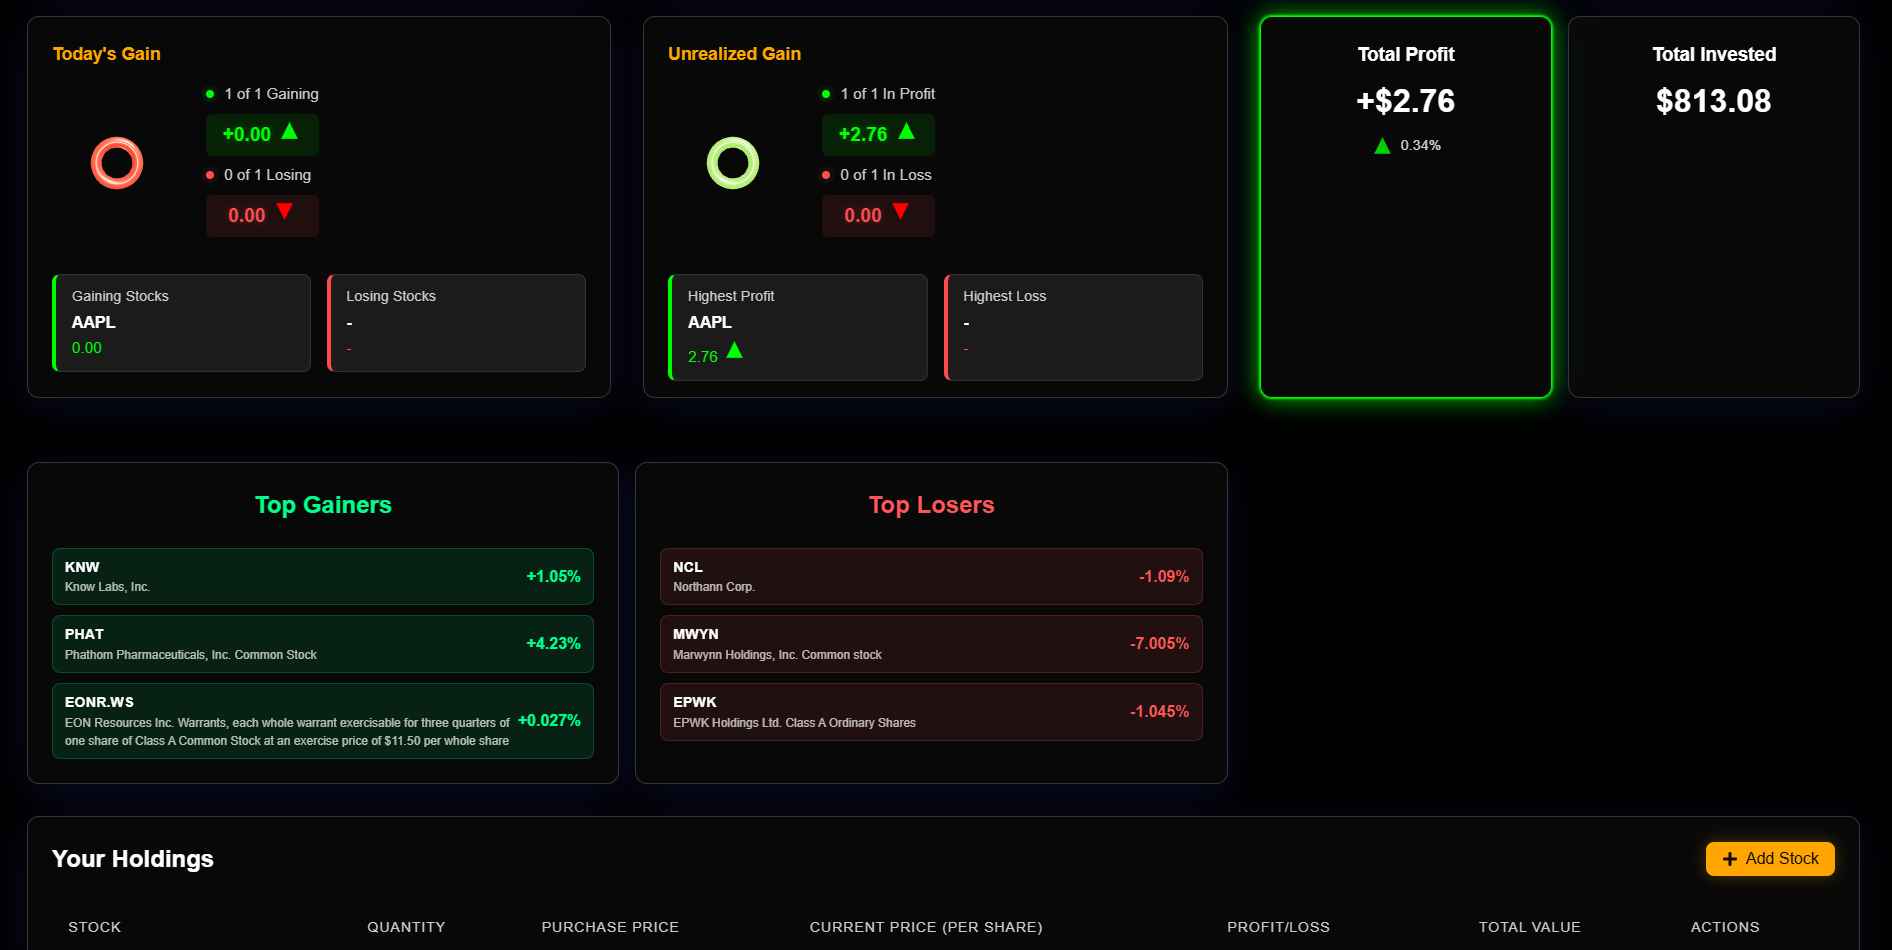 Today's Gain
1 of 1 Gaining
+0.00 ▲
0 of 1 Losing
0.00 ▼
Gaining Stocks
AAPL
0.00
Losing Stocks
-
-
Unrealized Gain
1 of 1 In Profit
+2.76 ▲
0 of 1 In Loss
0.00 ▼
Highest Profit
AAPL
2.76 ▲
Highest Loss
-
-
Total Profit
+$2.76
▲ 0.34%
Total Invested
$813.08
Top Gainers
KNW
Know Labs, Inc.
+1.05%
PHAT
Phathom Pharmaceuticals, Inc. Common Stock
+4.23%
EONR.WS
EON Resources Inc. Warrants, each whole warrant exercisable for three quarters of
one share of Class A Common Stock at an exercise price of $11.50 per whole share
+0.027%
Top Losers
NCL
Northann Corp.
-1.09%
MWYN
Marwynn Holdings, Inc. Common stock
-7.005%
EPWK
EPWK Holdings Ltd. Class A Ordinary Shares
-1.045%
Your Holdings
+ Add Stock
STOCK QUANTITY PURCHASE PRICE CURRENT PRICE (PER SHARE) PROFIT/LOSS TOTAL VALUE ACTIONS